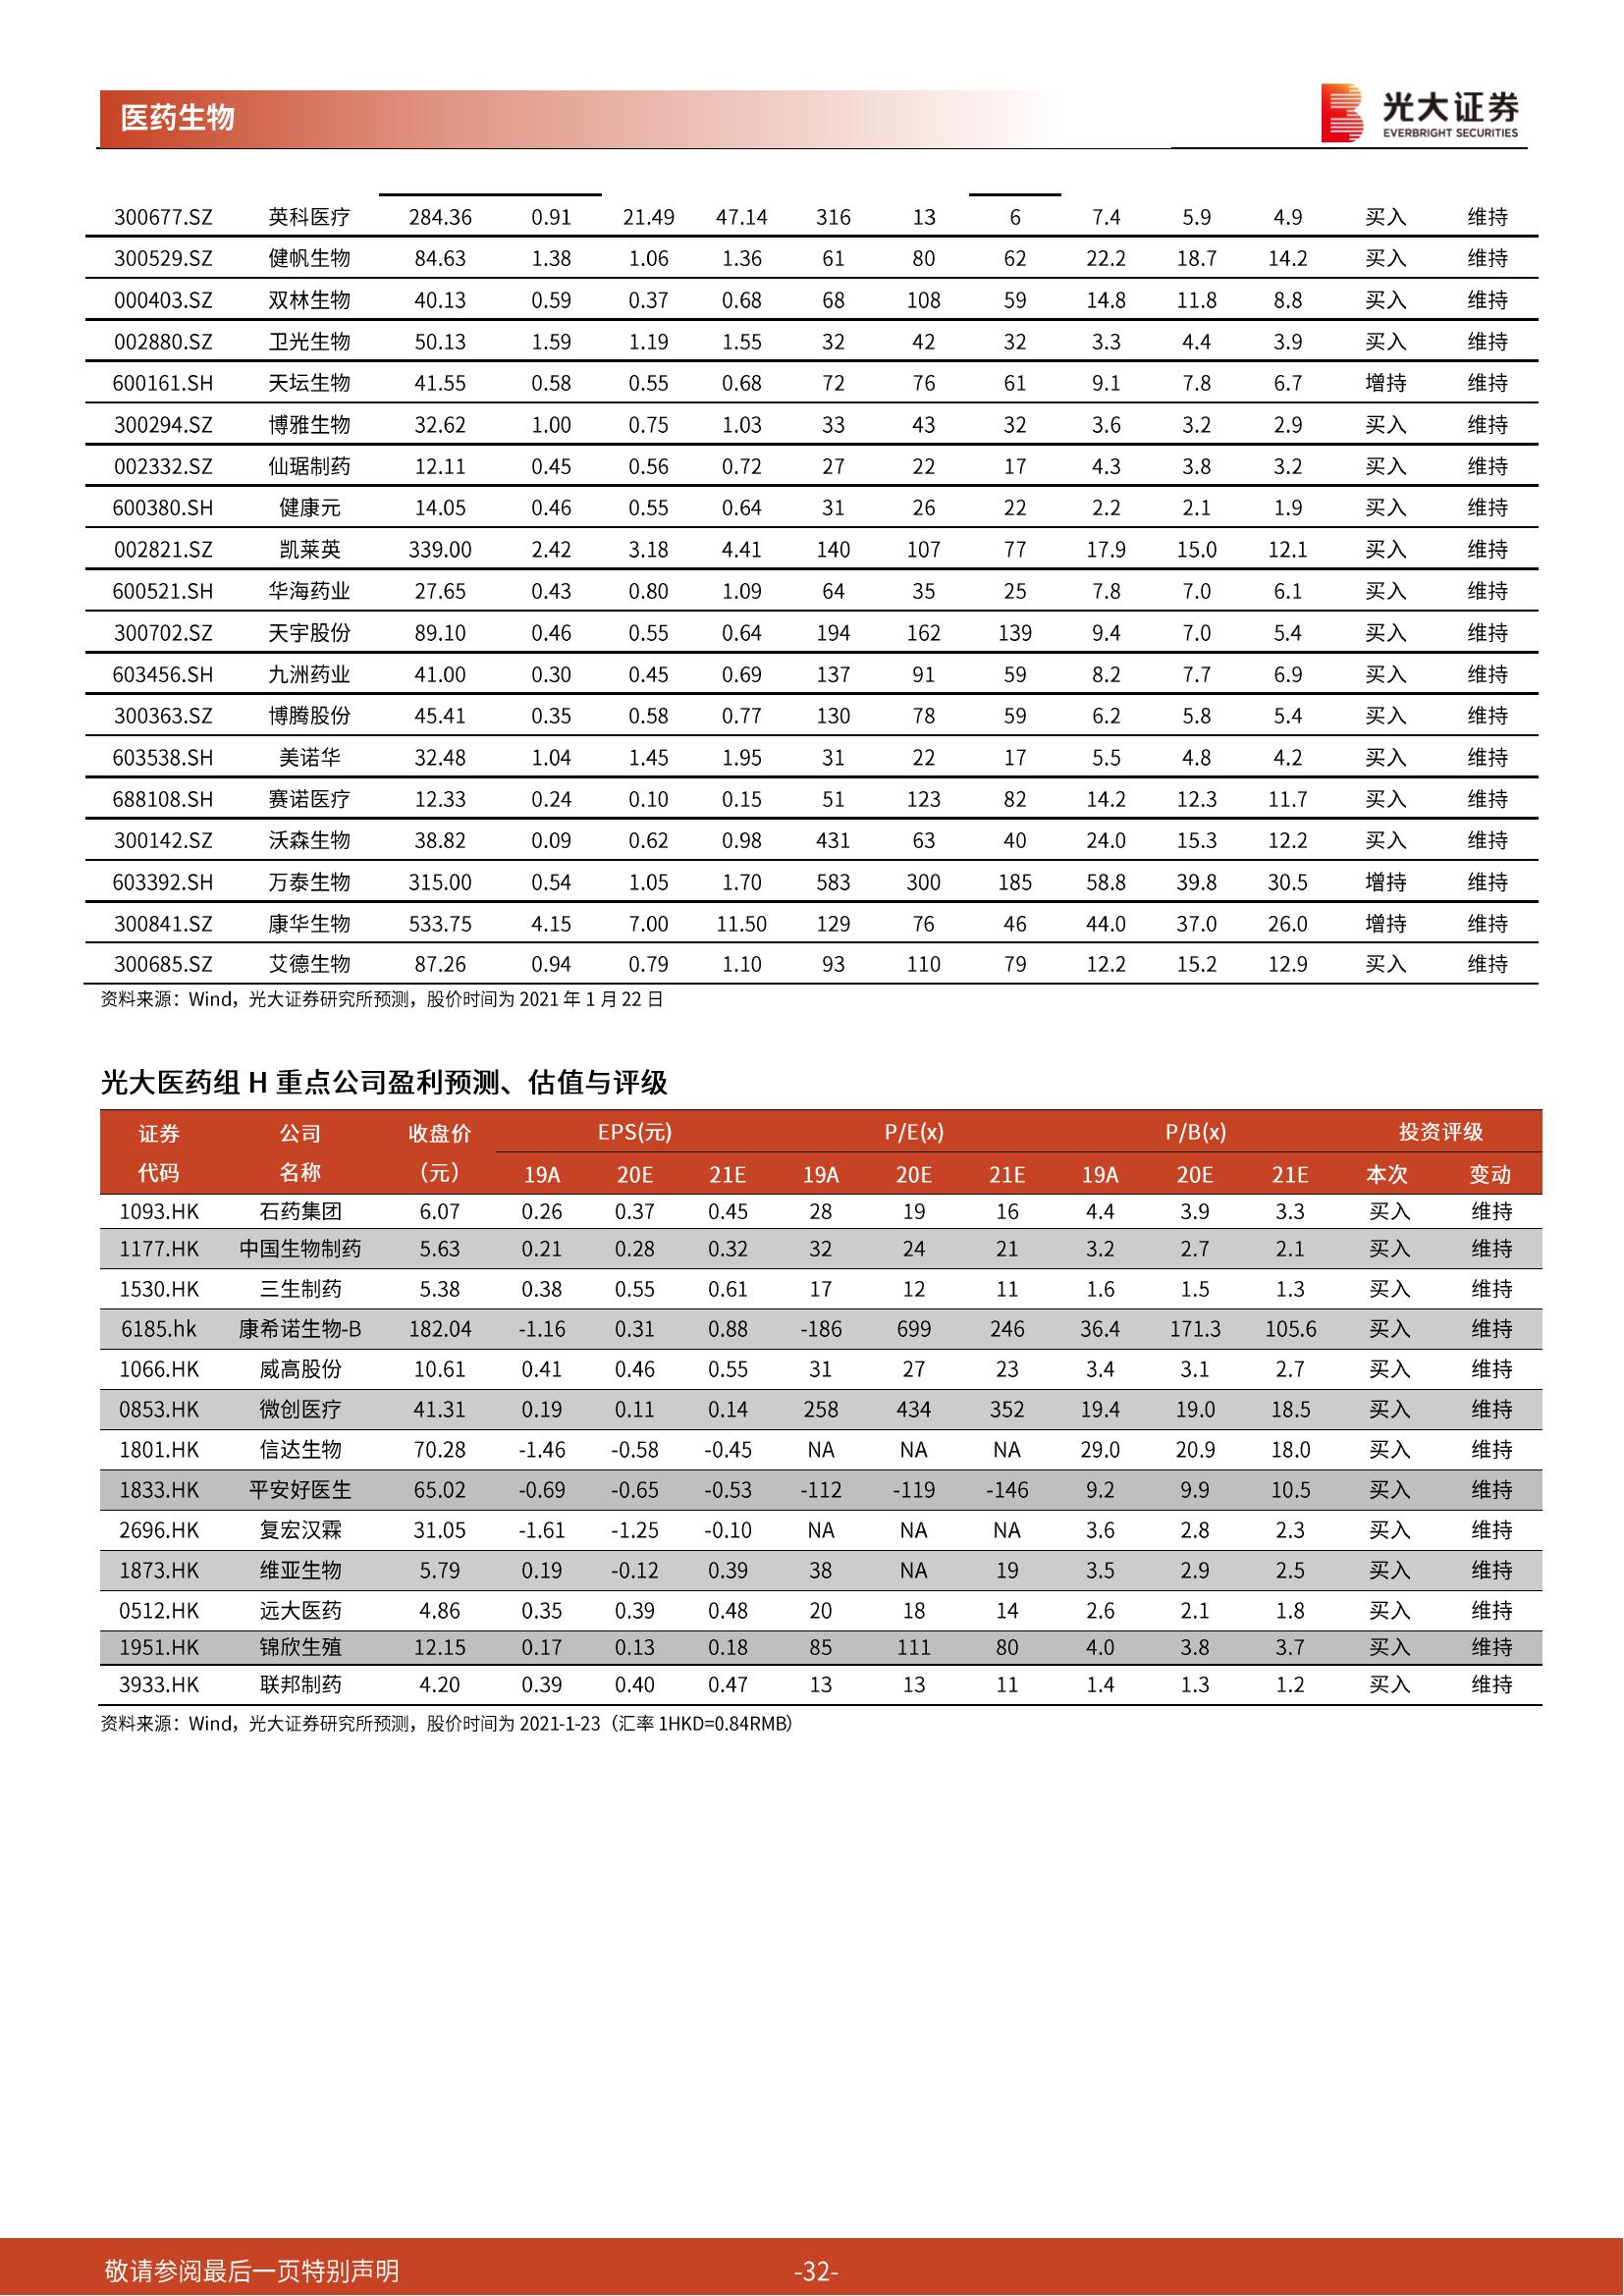 医药生物
光大证券
EVERBRIGHT SECURITIES
300677.SZ 英科医疗 284.36 0.91 21.49 47.14 316 13 6 7.4 5.9 4.9 买入 维持
300529.SZ 健帆生物 84.63 1.38 1.06 1.36 61 80 62 22.2 18.7 14.2 买入 维持
000403.SZ 双林生物 40.13 0.59 0.37 0.68 68 108 59 14.8 11.8 8.8 买入 维持
002880.SZ 卫光生物 50.13 1.59 1.19 1.55 32 42 32 3.3 4.4 3.9 买入 维持
600161.SH 天坛生物 41.55 0.58 0.55 0.68 72 76 61 9.1 7.8 6.7 增持 维持
300294.SZ 博雅生物 32.62 1.00 0.75 1.03 33 43 32 3.6 3.2 2.9 买入 维持
002332.SZ 仙琚制药 12.11 0.45 0.56 0.72 27 22 17 4.3 3.8 3.2 买入 维持
600380.SH 健康元 14.05 0.46 0.55 0.64 31 26 22 2.2 2.1 1.9 买入 维持
002821.SZ 凯莱英 339.00 2.42 3.18 4.41 140 107 77 17.9 15.0 12.1 买入 维持
600521.SH 华海药业 27.65 0.43 0.80 1.09 64 35 25 7.8 7.0 6.1 买入 维持
300702.SZ 天宇股份 89.10 0.46 0.55 0.64 194 162 139 9.4 7.0 5.4 买入 维持
603456.SH 九洲药业 41.00 0.30 0.45 0.69 137 91 59 8.2 7.7 6.9 买入 维持
300363.SZ 博腾股份 45.41 0.35 0.58 0.77 130 78 59 6.2 5.8 5.4 买入 维持
603538.SH 美诺华 32.48 1.04 1.45 1.95 31 22 17 5.5 4.8 4.2 买入 维持
688108.SH 赛诺医疗 12.33 0.24 0.10 0.15 51 123 82 14.2 12.3 11.7 买入 维持
300142.SZ 沃森生物 38.82 0.09 0.62 0.98 431 63 40 24.0 15.3 12.2 买入 维持
603392.SH 万泰生物 315.00 0.54 1.05 1.70 583 300 185 58.8 39.8 30.5 增持 维持
300841.SZ 康华生物 533.75 4.15 7.00 11.50 129 76 46 44.0 37.0 26.0 增持 维持
300685.SZ 艾德生物 87.26 0.94 0.79 1.10 93 110 79 12.2 15.2 12.9 买入 维持
资料来源：Wind，光大证券研究所预测，股价时间为 2021 年 1 月 22 日
光大医药组 H 重点公司盈利预测、估值与评级
证券 公司 收盘价 EPS(元) P/E(x) P/B(x) 投资评级
代码 名称 （元） 19A 20E 21E 19A 20E 21E 19A 20E 21E 本次 变动
1093.HK 石药集团 6.07 0.26 0.37 0.45 28 19 16 4.4 3.9 3.3 买入 维持
1177.HK 中国生物制药 5.63 0.21 0.28 0.32 32 24 21 3.2 2.7 2.1 买入 维持
1530.HK 三生制药 5.38 0.38 0.55 0.61 17 12 11 1.6 1.5 1.3 买入 维持
6185.hk 康希诺生物-B 182.04 -1.16 0.31 0.88 -186 699 246 36.4 171.3 105.6 买入 维持
1066.HK 威高股份 10.61 0.41 0.46 0.55 31 27 23 3.4 3.1 2.7 买入 维持
0853.HK 微创医疗 41.31 0.19 0.11 0.14 258 434 352 19.4 19.0 18.5 买入 维持
1801.HK 信达生物 70.28 -1.46 -0.58 -0.45 NA NA NA 29.0 20.9 18.0 买入 维持
1833.HK 平安好医生 65.02 -0.69 -0.65 -0.53 -112 -119 -146 9.2 9.9 10.5 买入 维持
2696.HK 复宏汉霖 31.05 -1.61 -1.25 -0.10 NA NA NA 3.6 2.8 2.3 买入 维持
1873.HK 维亚生物 5.79 0.19 -0.12 0.39 38 NA 19 3.5 2.9 2.5 买入 维持
0512.HK 远大医药 4.86 0.35 0.39 0.48 20 18 14 2.6 2.1 1.8 买入 维持
1951.HK 锦欣生殖 12.15 0.17 0.13 0.18 85 111 80 4.0 3.8 3.7 买入 维持
3933.HK 联邦制药 4.20 0.39 0.40 0.47 13 13 11 1.4 1.3 1.2 买入 维持
资料来源：Wind，光大证券研究所预测，股价时间为 2021-1-23（汇率 1HKD=0.84RMB）
敬请参阅最后一页特别声明 -32-